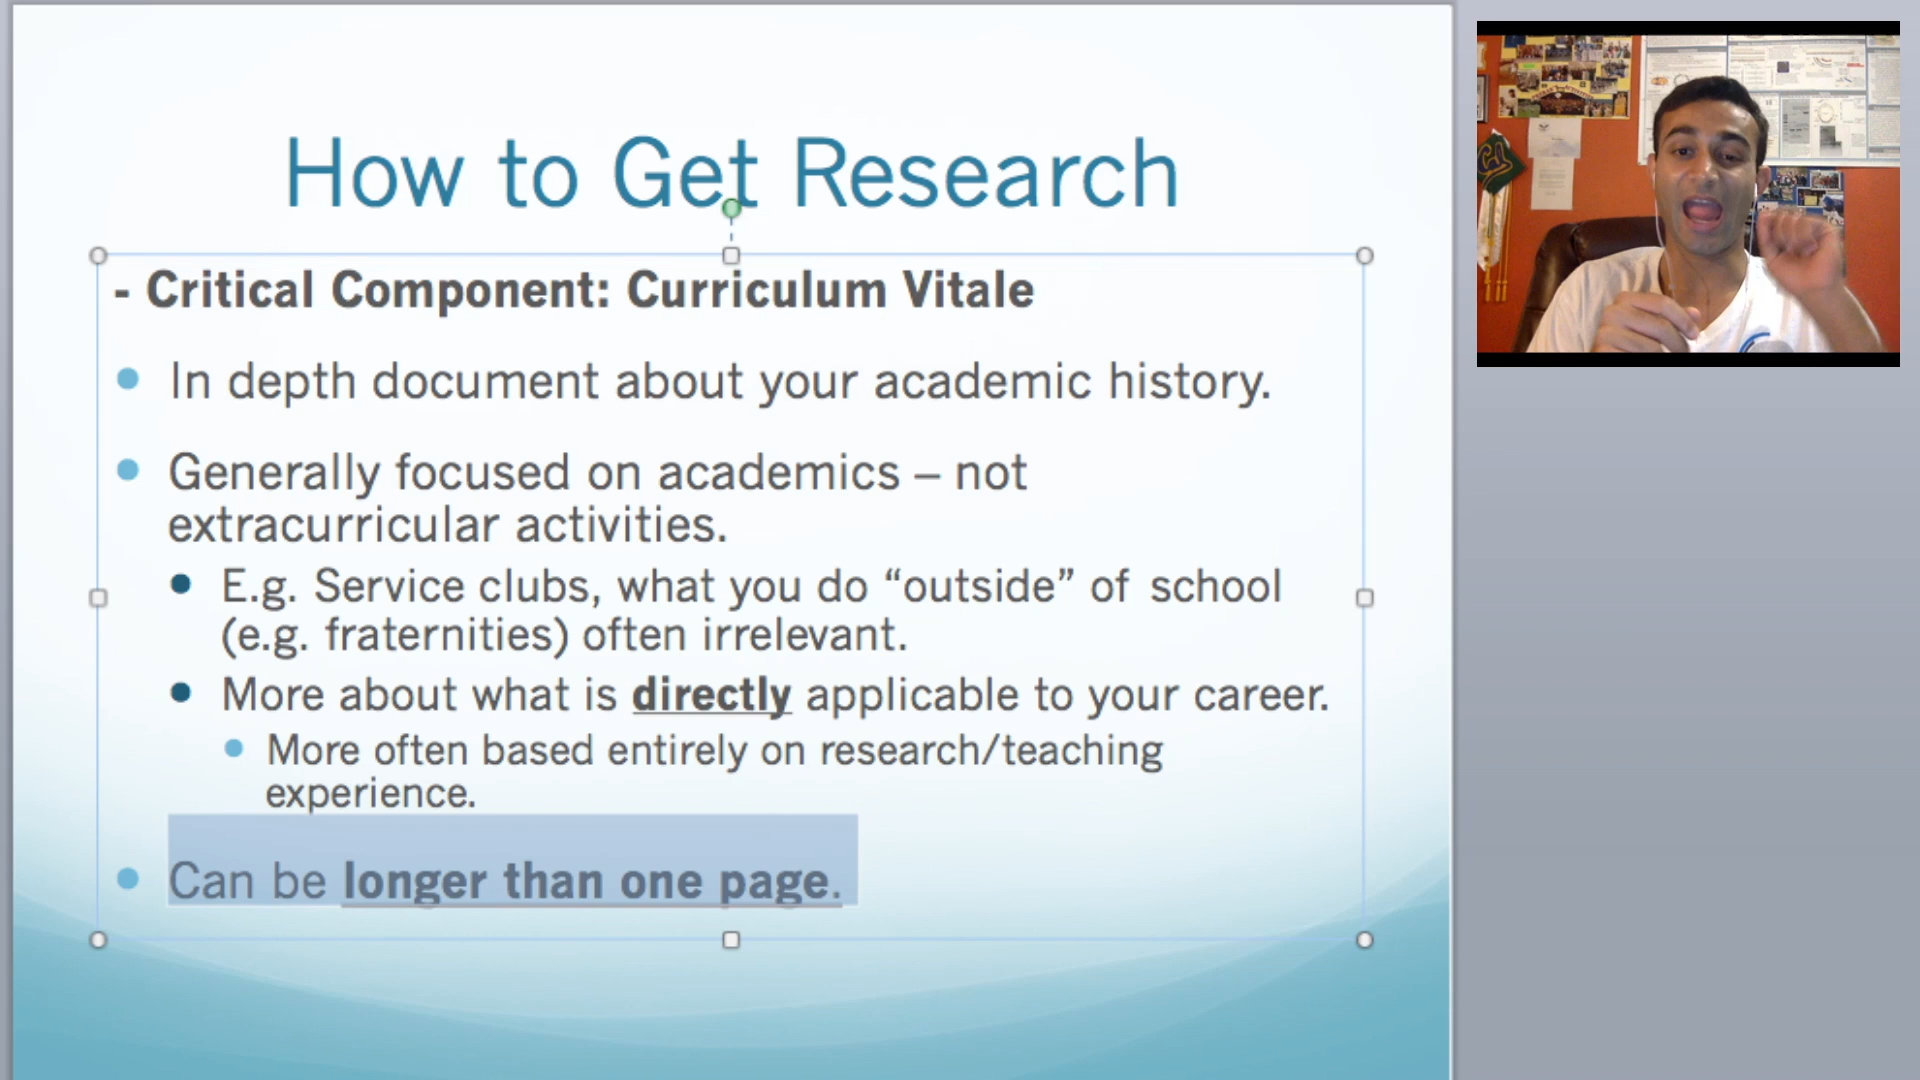 How to Get Research
- Critical Component: Curriculum Vitale
In depth document about your academic history.
Generally focused on academics – not
extracurricular activities.
E.g. Service clubs, what you do “outside” of school
(e.g. fraternities) often irrelevant.
More about what is directly applicable to your career.
More often based entirely on research/teaching
experience.
Can be longer than one page.